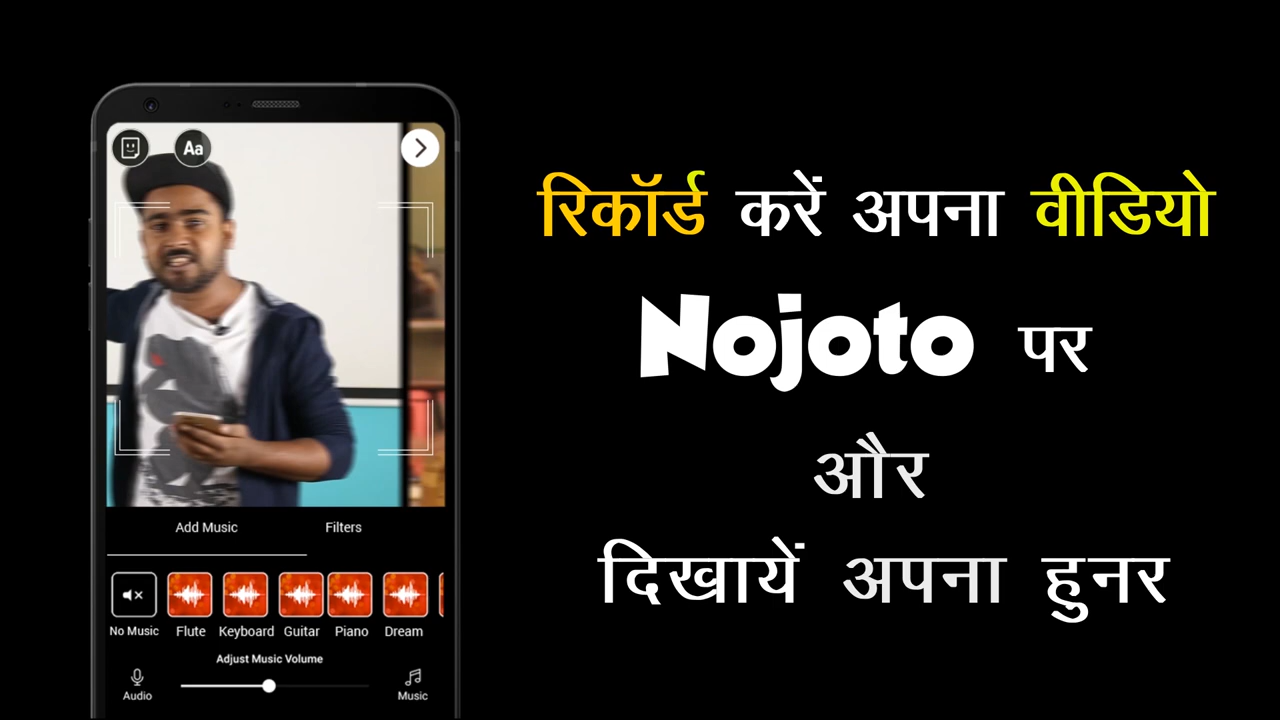 Aa
रिकॉर्ड करें अपना वीडियो
Nojoto पर
और
दिखायें अपना हुनर
Add Music Filters
No Music Flute Keyboard Guitar Piano Dream
Adjust Music Volume
Audio Music